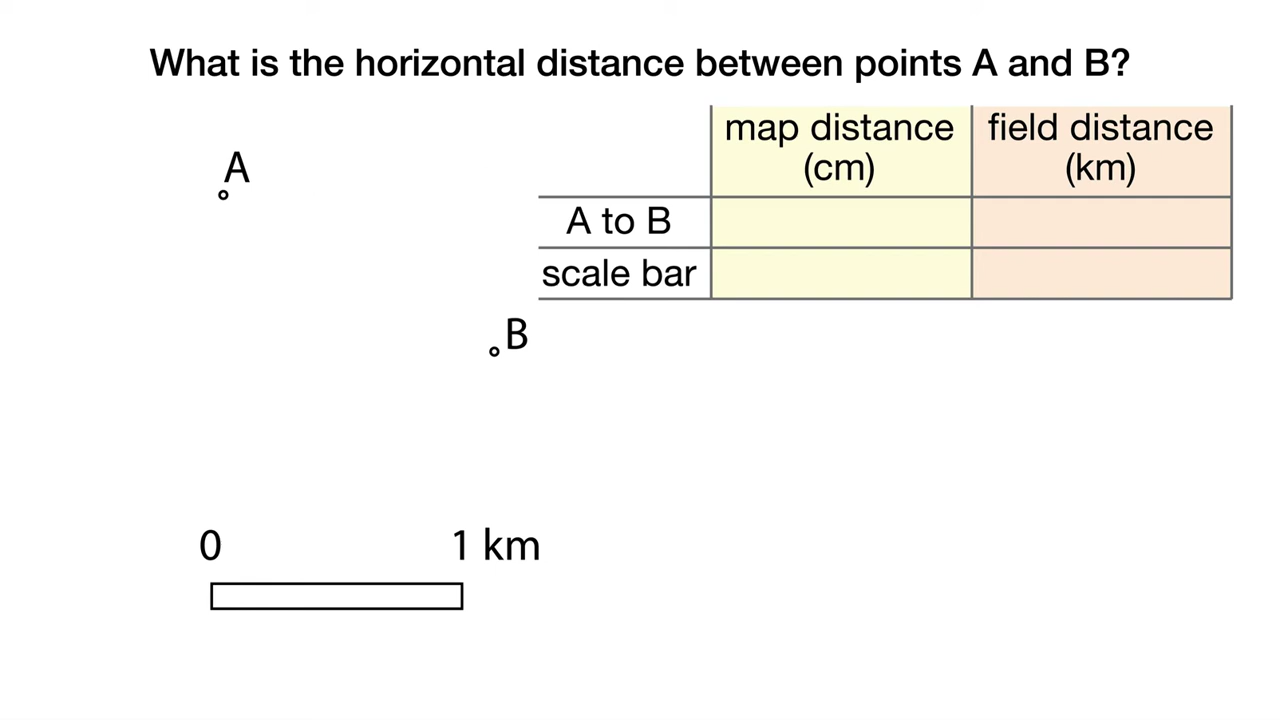 What is the horizontal distance between points A and B?
A
map distance
(cm)
field distance
(km)
A to B
scale bar
B
0
1 km